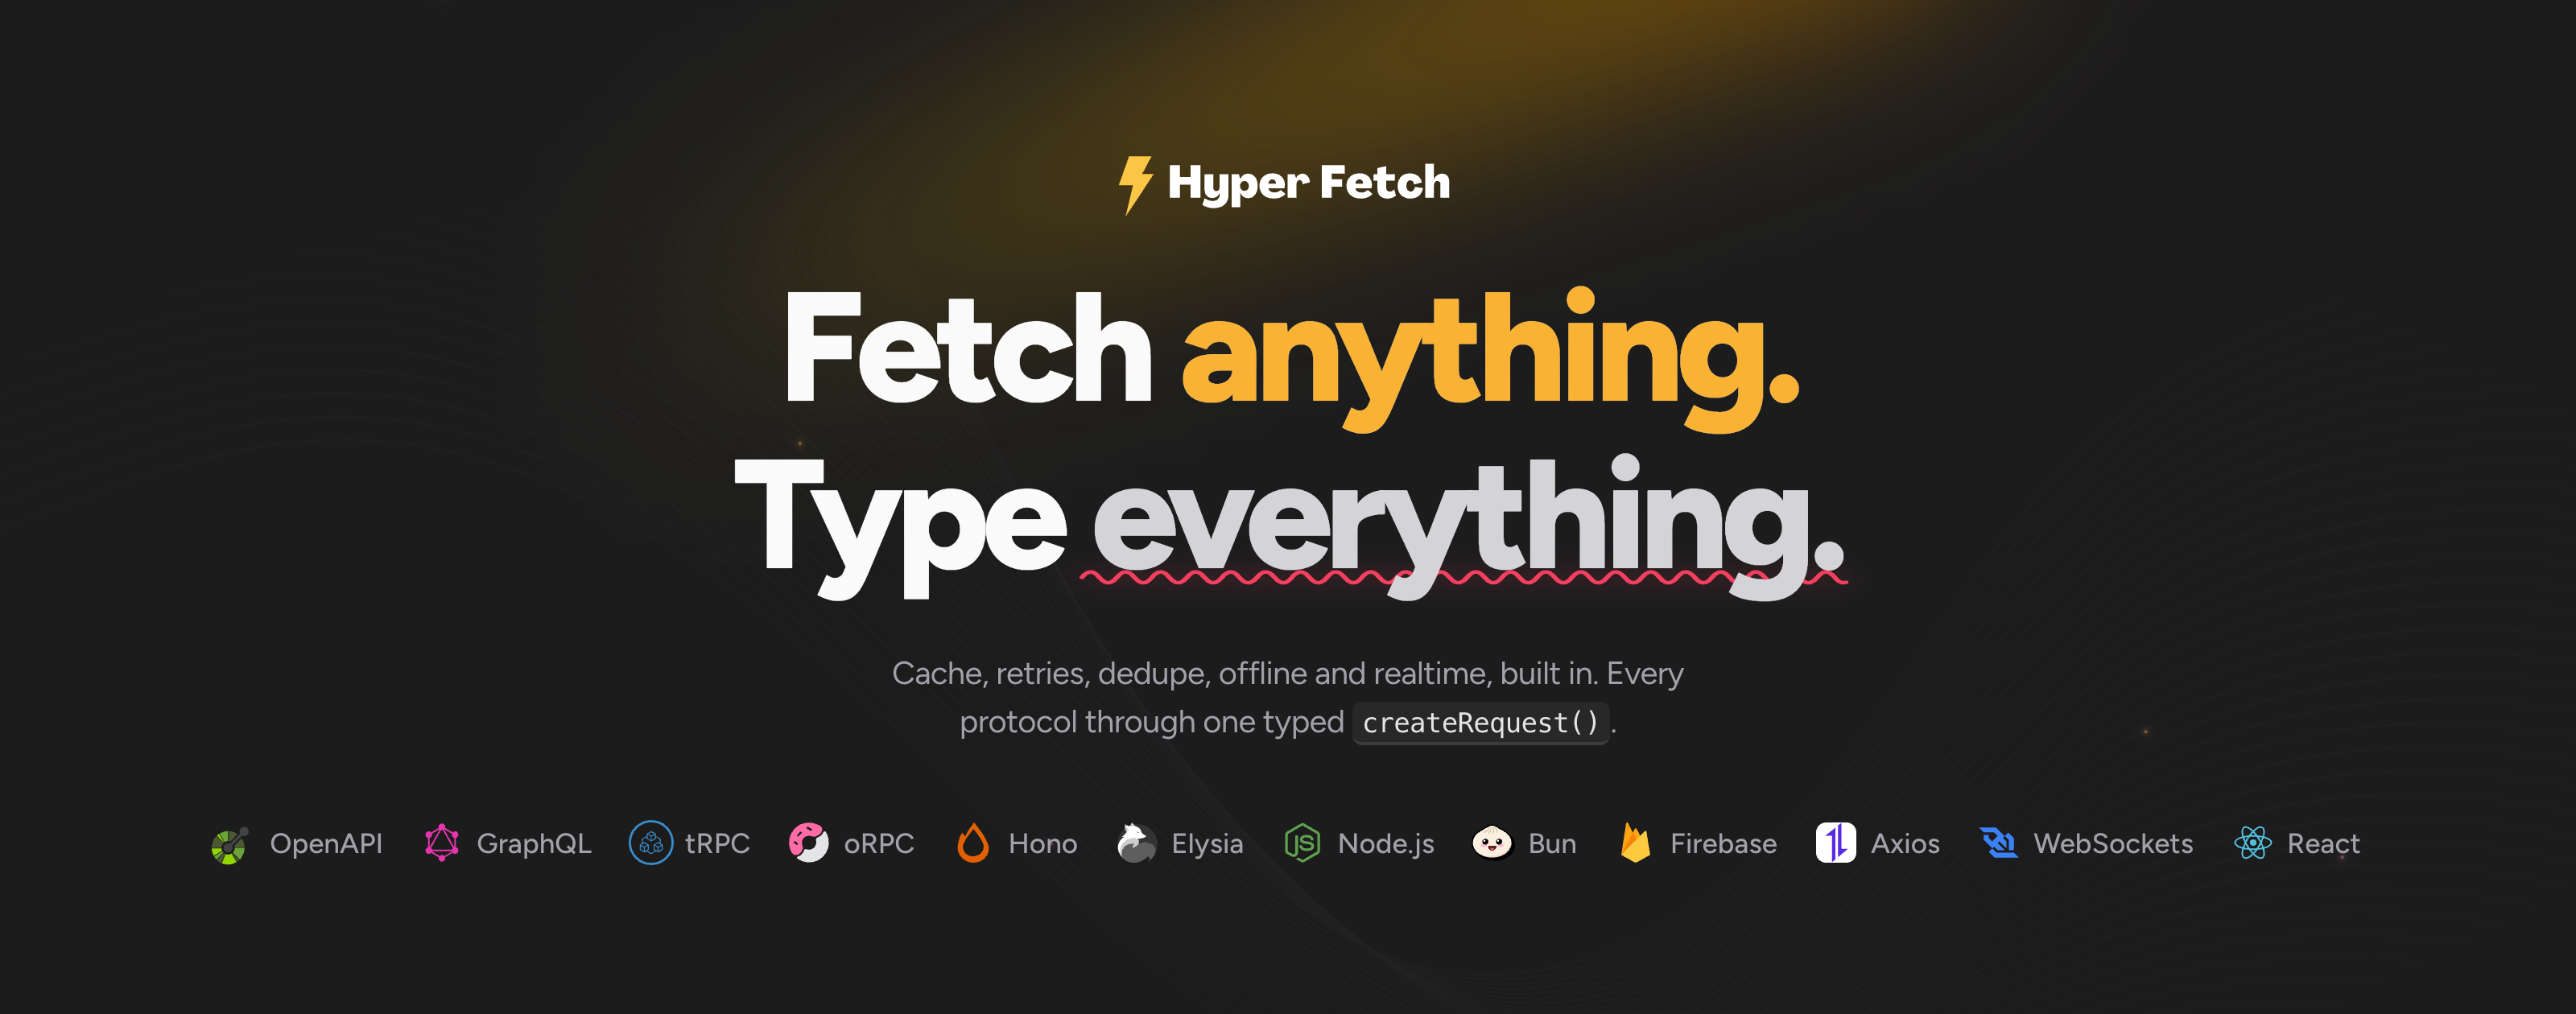 Hyper Fetch
Fetch anything.
Type everything.
Cache, retries, dedupe, offline and realtime, built in. Every
protocol through one typed createRequest().
OpenAPI GraphQL tRPC oRPC Hono Elysia Node.js Bun Firebase Axios WebSockets React